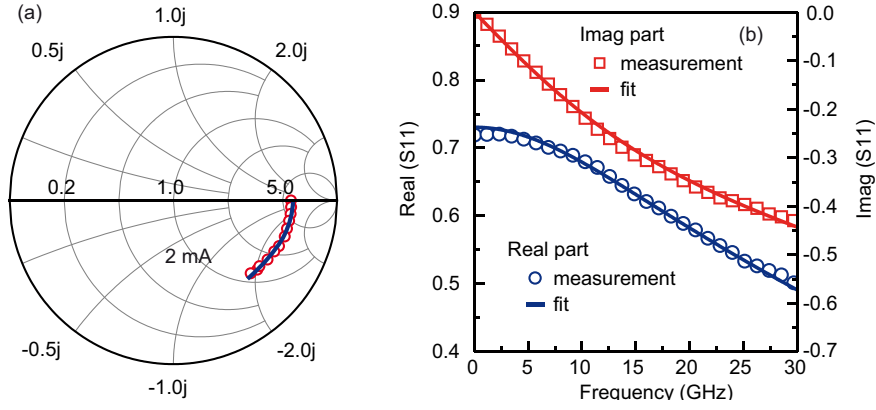 (a)
1.0j
0.5j
2.0j
0.2
1.0
5.0
2 mA
-0.5j
-2.0j
-1.0j
(b)
0.9
0.8
0.7
0.6
0.5
0.4
Real (S11)
Imag part
measurement
fit
Real part
measurement
fit
0.0
-0.1
-0.2
-0.3
-0.4
-0.5
-0.6
-0.7
Imag (S11)
0 5 10 15 20 25 30
Frequency (GHz)